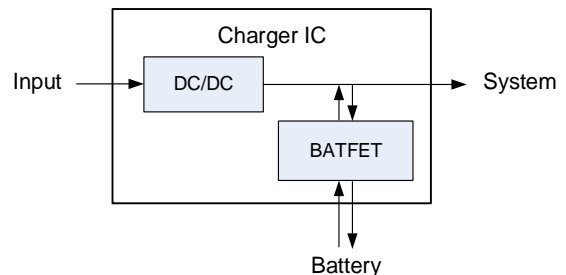 Charger IC
Input
DC/DC
System
BATFET
Battery